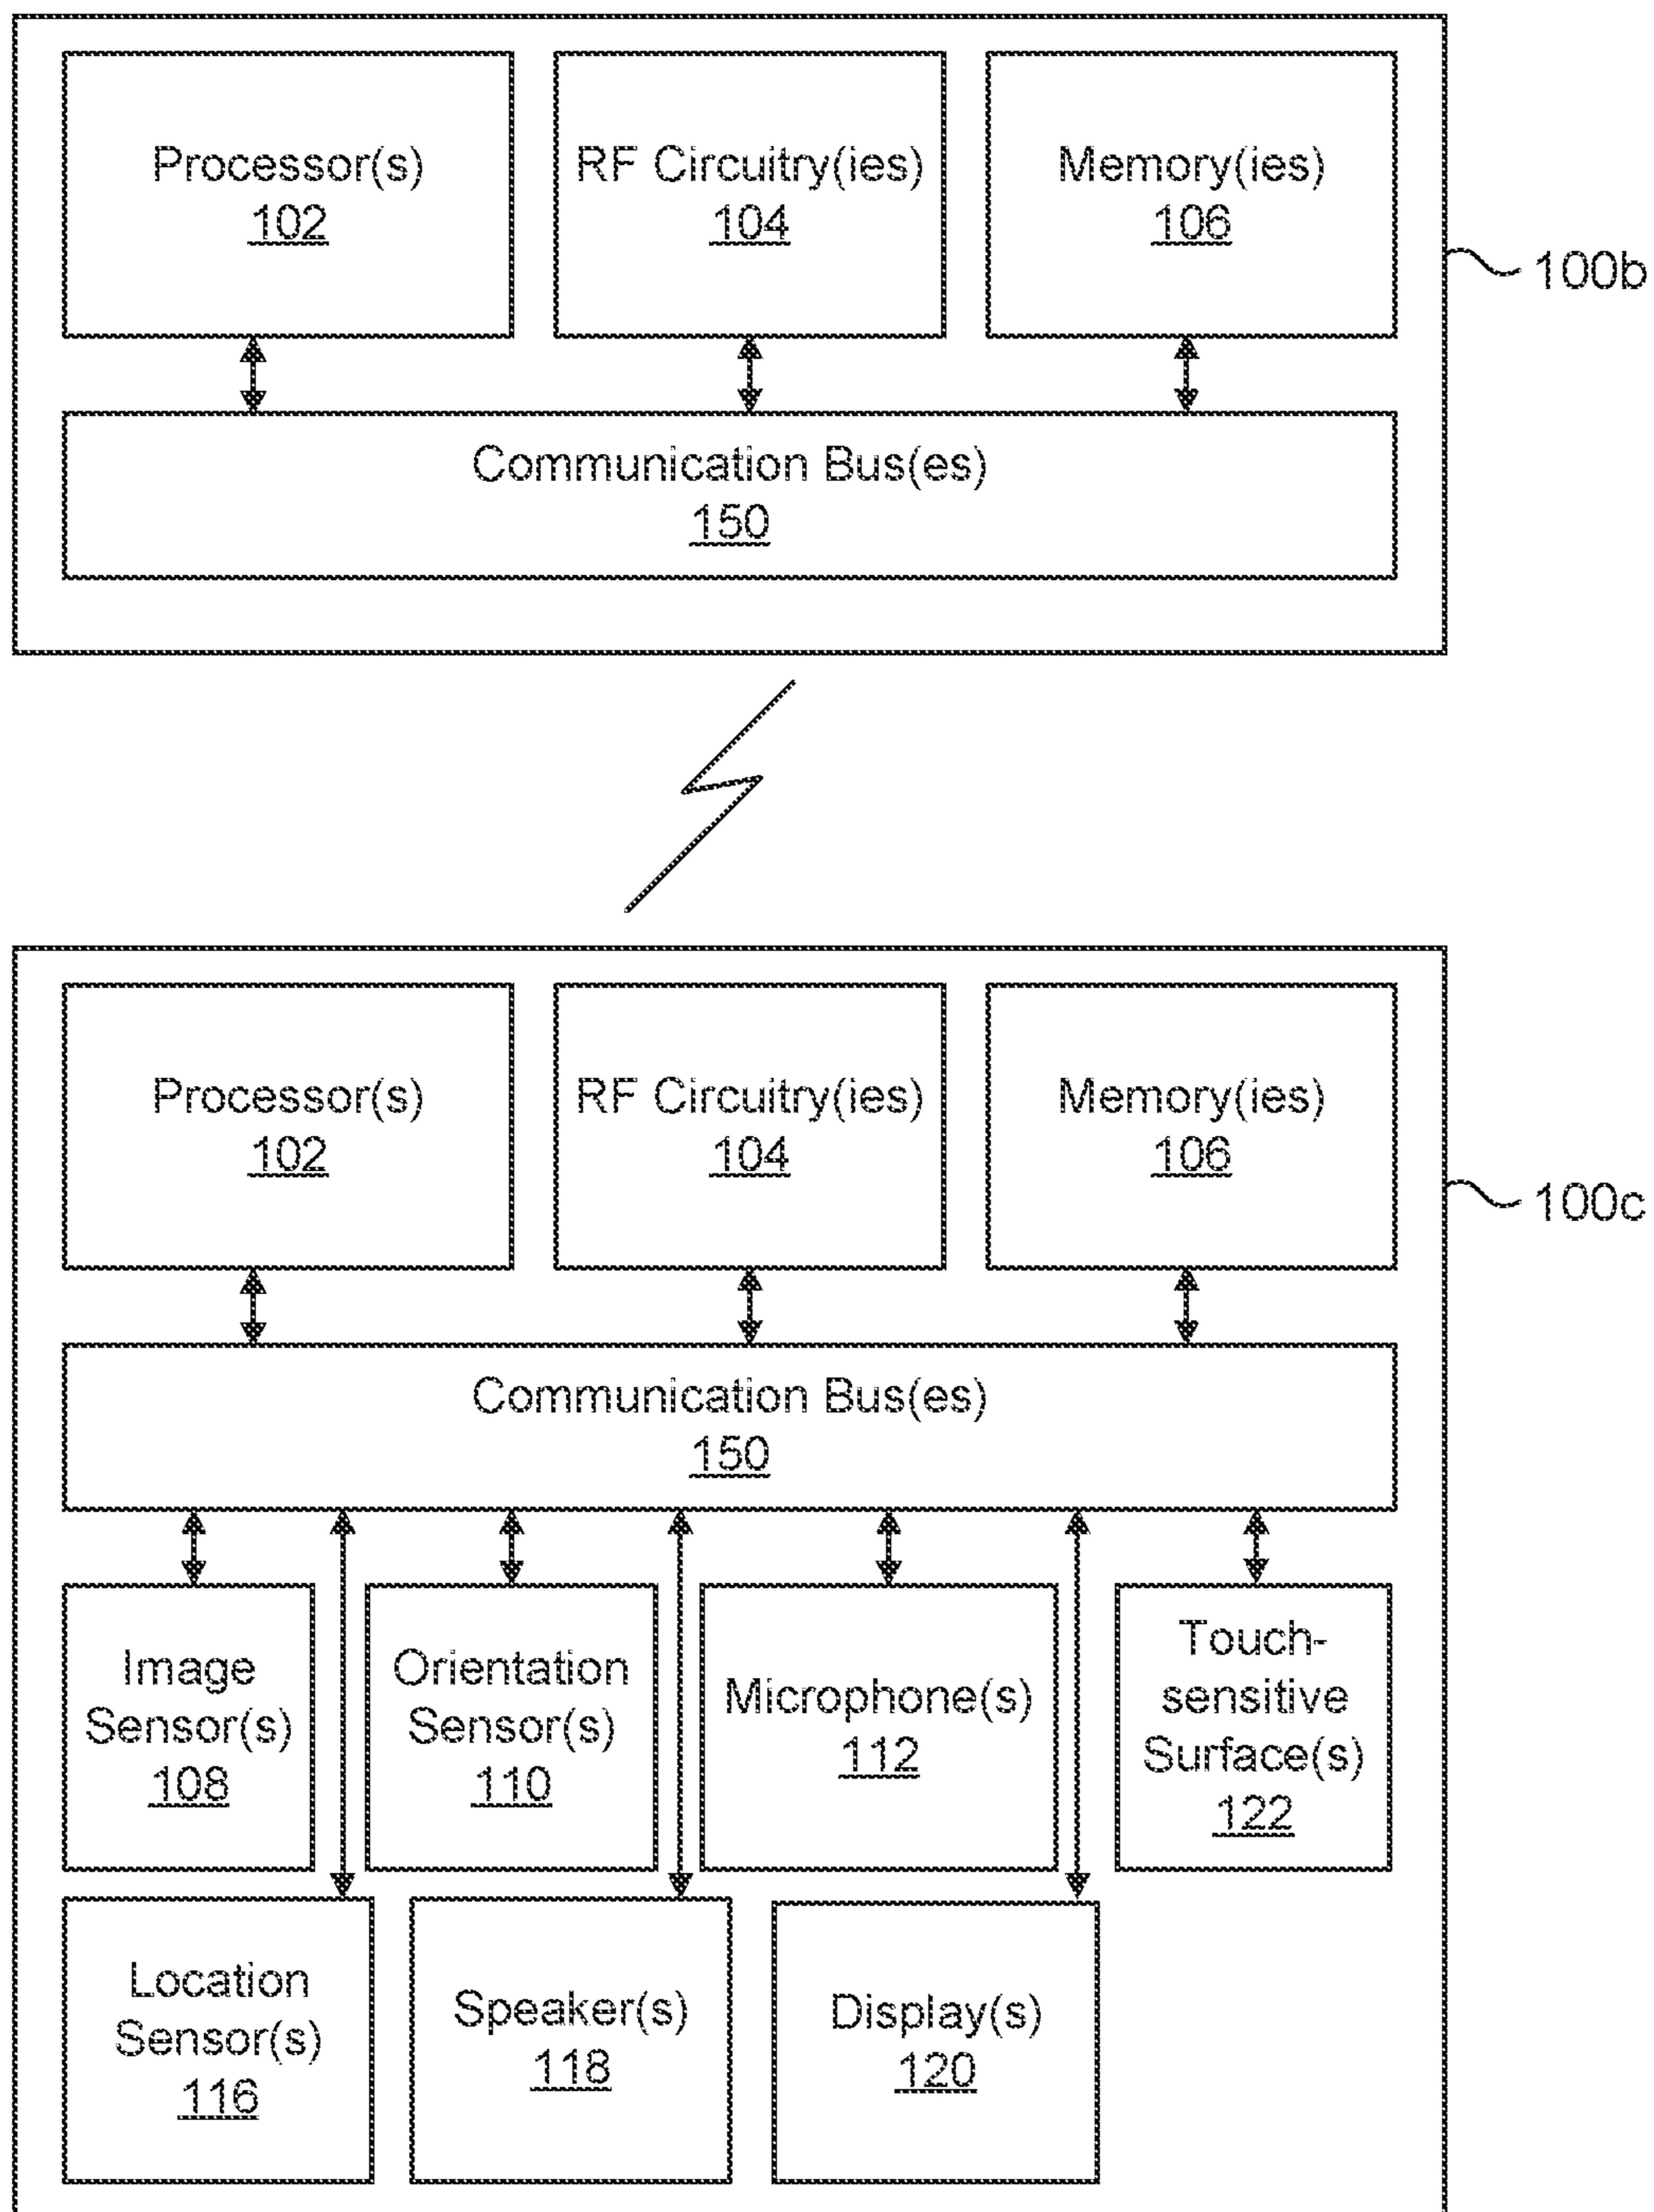 Processor(s)
102
RF Circuitry(ies)
104
Memory(ies)
106
100b
Communication Bus(es)
150
Processor(s)
102
RF Circuitry(ies)
104
Memory(ies)
106
100c
Communication Bus(es)
150
Image
Sensor(s)
108
Orientation
Sensor(s)
110
Microphone(s)
112
Touch-
sensitive
Surface(s)
122
Location
Sensor(s)
116
Speaker(s)
118
Display(s)
120